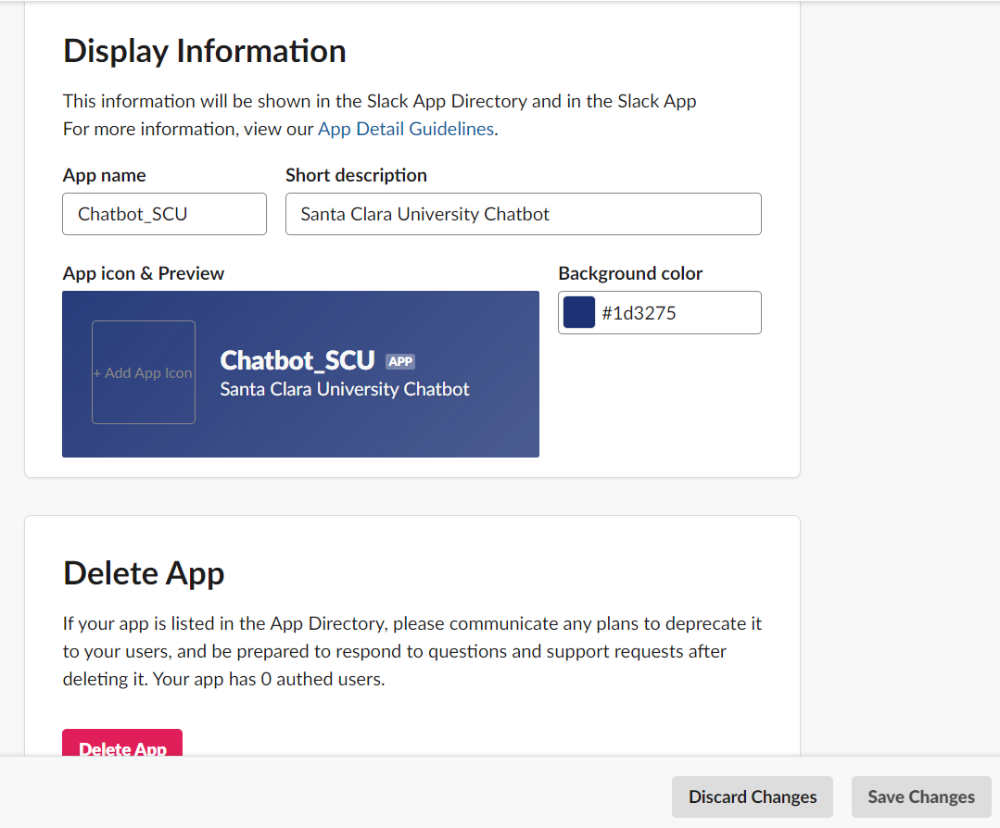 Display Information
This information will be shown in the Slack App Directory and in the Slack App
For more information, view our App Detail Guidelines.
App name
Short description
Chatbot_SCU
Santa Clara University Chatbot
App icon & Preview
Background color
#1d3275
+ Add App Icon
Chatbot_SCU APP
Santa Clara University Chatbot
Delete App
If your app is listed in the App Directory, please communicate any plans to deprecate it
to your users, and be prepared to respond to questions and support requests after
deleting it. Your app has 0 authed users.
Delete App
Discard Changes
Save Changes